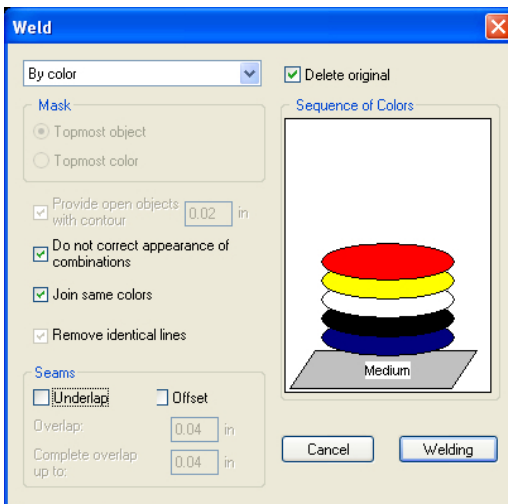 Weld
By color
Delete original
Mask
Topmost object
Topmost color
Provide open objects
with contour
0.02 in
Do not correct appearance of
combinations
Join same colors
Remove identical lines
Sequence of Colors
Medium
Seams
Underlap
Offset
Overlap:
0.04 in
Complete overlap
up to:
0.04 in
Cancel
Welding